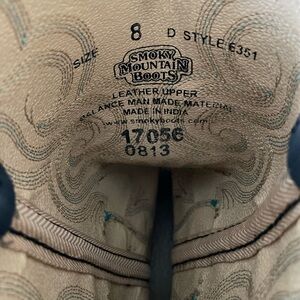 SIZE 8 D STYLE 6351
SMOKY
MOUNTAIN
BOOTS
LEATHER UPPER
BALANCE MAN MADE MATERIAL
MADE IN INDIA
17056
www.smokyboots.com
0813